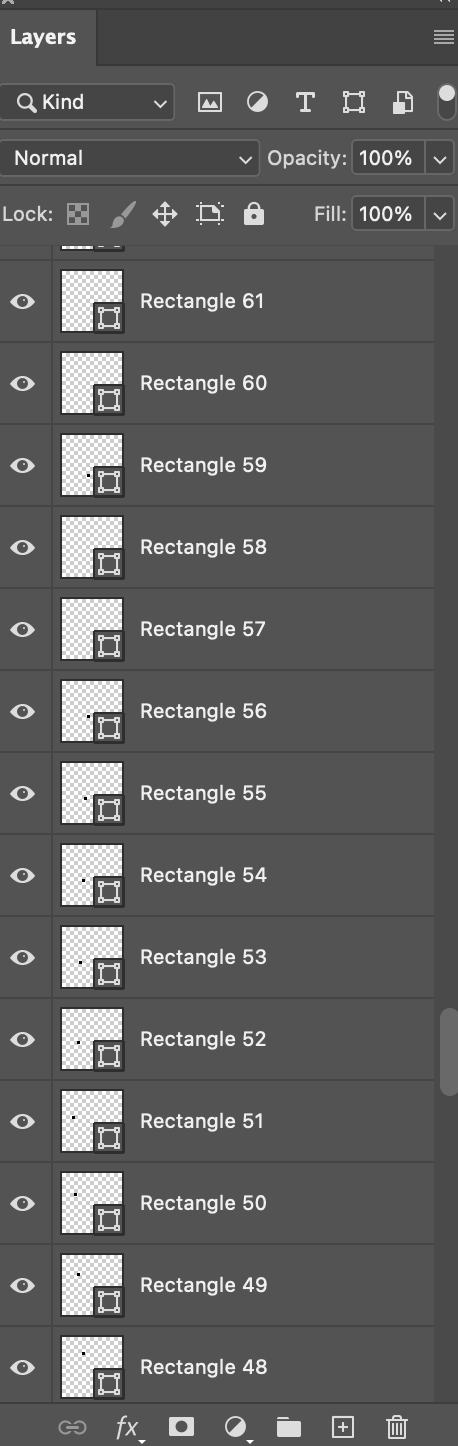 Layers
Kind
Normal Opacity: 100%
Lock: Fill: 100%
Rectangle 61
Rectangle 60
Rectangle 59
Rectangle 58
Rectangle 57
Rectangle 56
Rectangle 55
Rectangle 54
Rectangle 53
Rectangle 52
Rectangle 51
Rectangle 50
Rectangle 49
Rectangle 48
fx